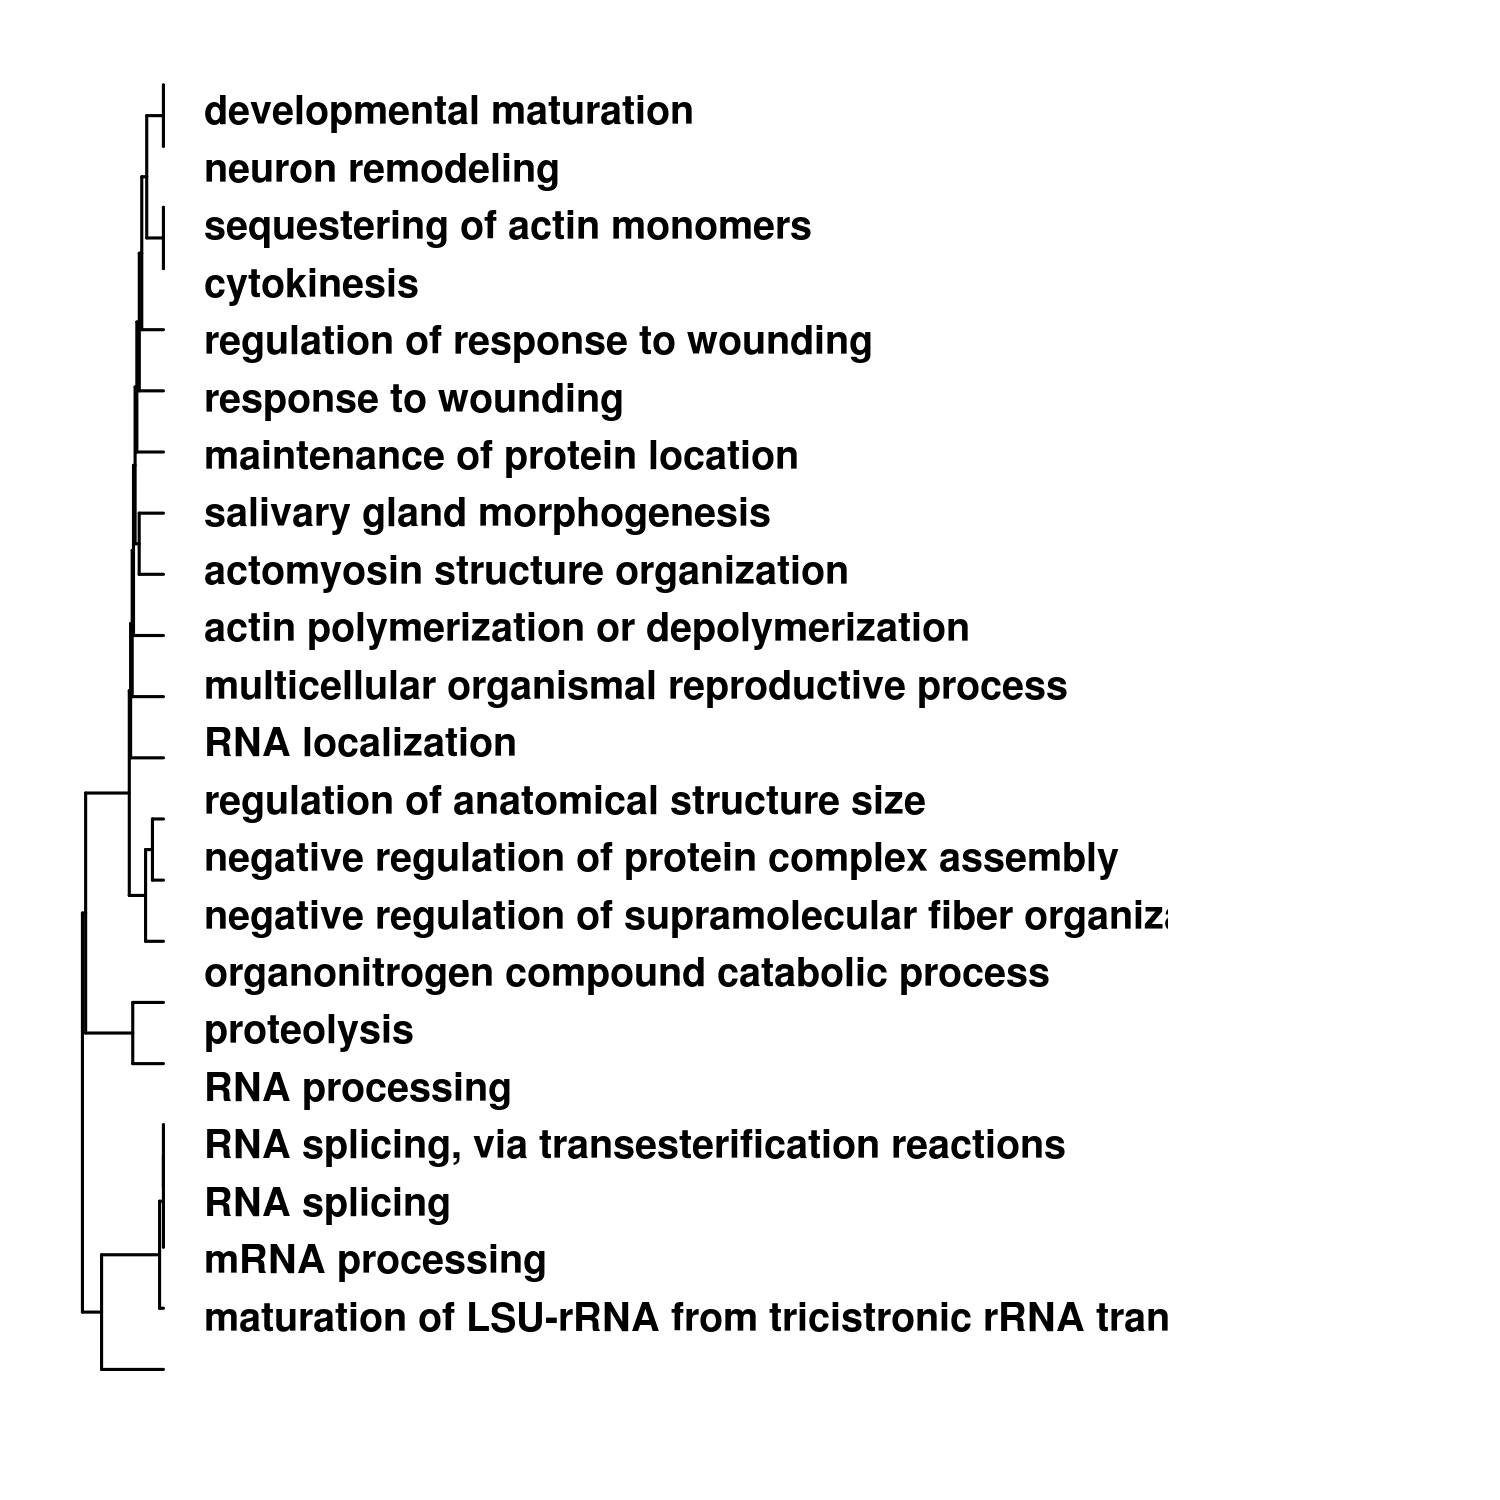 developmental maturation
neuron remodeling
sequestering of actin monomers
cytokinesis
regulation of response to wounding
response to wounding
maintenance of protein location
salivary gland morphogenesis
actomyosin structure organization
actin polymerization or depolymerization
multicellular organismal reproductive process
RNA localization
regulation of anatomical structure size
negative regulation of protein complex assembly
negative regulation of supramolecular fiber organiza
organonitrogen compound catabolic process
proteolysis
RNA processing
RNA splicing, via transesterification reactions
RNA splicing
mRNA processing
maturation of LSU-rRNA from tricistronic rRNA tran